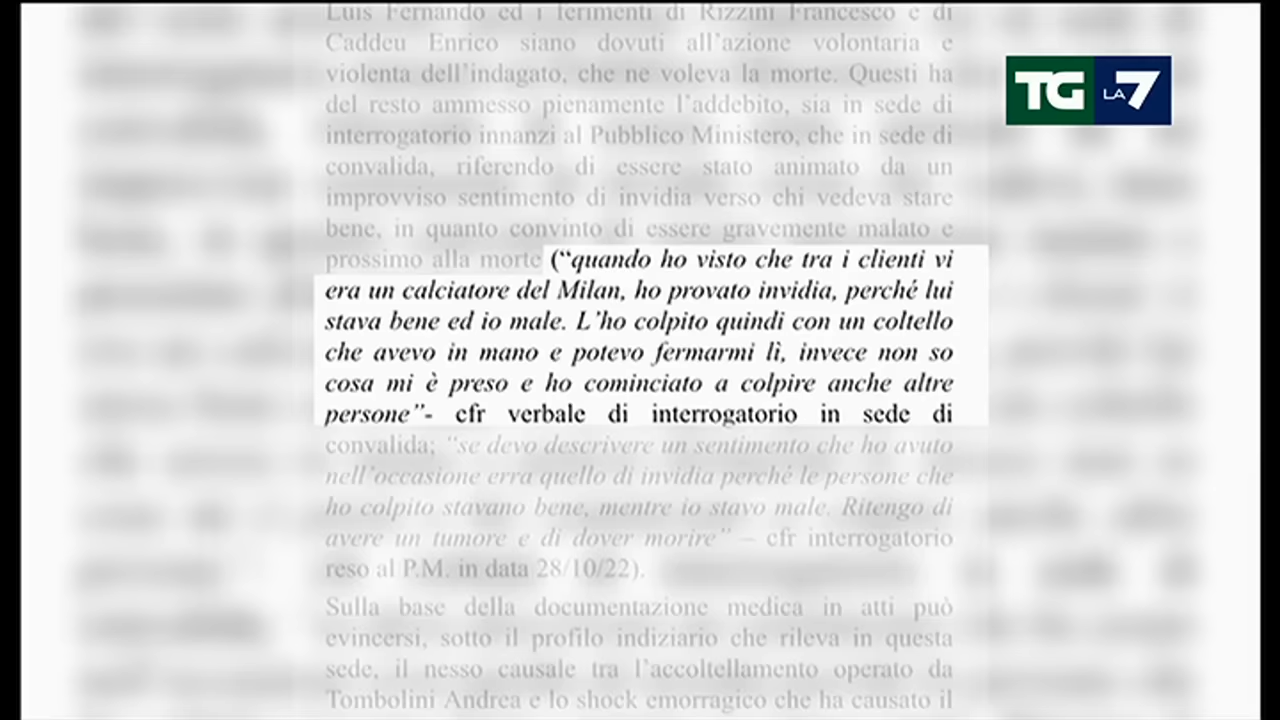 Luis Fernando ed i ferimenti di Rizzini Francesco e di
Caddeu Enrico siano dovuti all'azione volontaria e
violenta dell'indagato, che ne voleva la morte. Questi ha
del resto ammesso pienamente l'addebito, sia in sede di
interrogatorio innanzi al Pubblico Ministero, che in sede di
convalida, riferendo di essere stato animato da un
improvviso sentimento di invidia verso chi vedeva stare
bene, in quanto convinto di essere gravemente malato e
prossimo alla morte (“quando ho visto che tra i clienti vi
era un calciatore del Milan, ho provato invidia, perché lui
stava bene ed io male. L'ho colpito quindi con un coltello
che avevo in mano e potevo fermarmi lì, invece non so
cosa mi è preso e ho cominciato a colpire anche altre
persone”- cfr verbale di interrogatorio in sede di
convalida; “se devo descrivere un sentimento che ho avuto
nell'occasione erra quello di invidia perché le persone che
ho colpito stavano bene, mentre io stavo male. Ritengo di
avere un tumore e di dover morire” – cfr interrogatorio
reso al P.M. in data 28/10/22).
Sulla base della documentazione medica in atti può
evincersi, sotto il profilo indiziario che rileva in questa
sede, il nesso causale tra l'accoltellamento operato da
Tombolini Andrea e lo shock emorragico che ha causato il
TG LA7